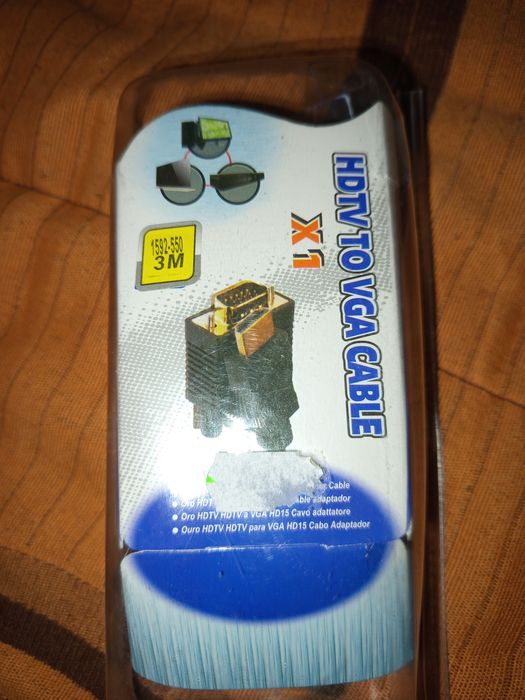 HDTV TO VGA CABLE
X1
1592-550
3M
Cable
Oro HDT able adaptador
Oro HDTV HDTV a VGA HD15 Cavo adattatore
Ouro HDTV HDTV para VGA HD15 Cabo Adaptador